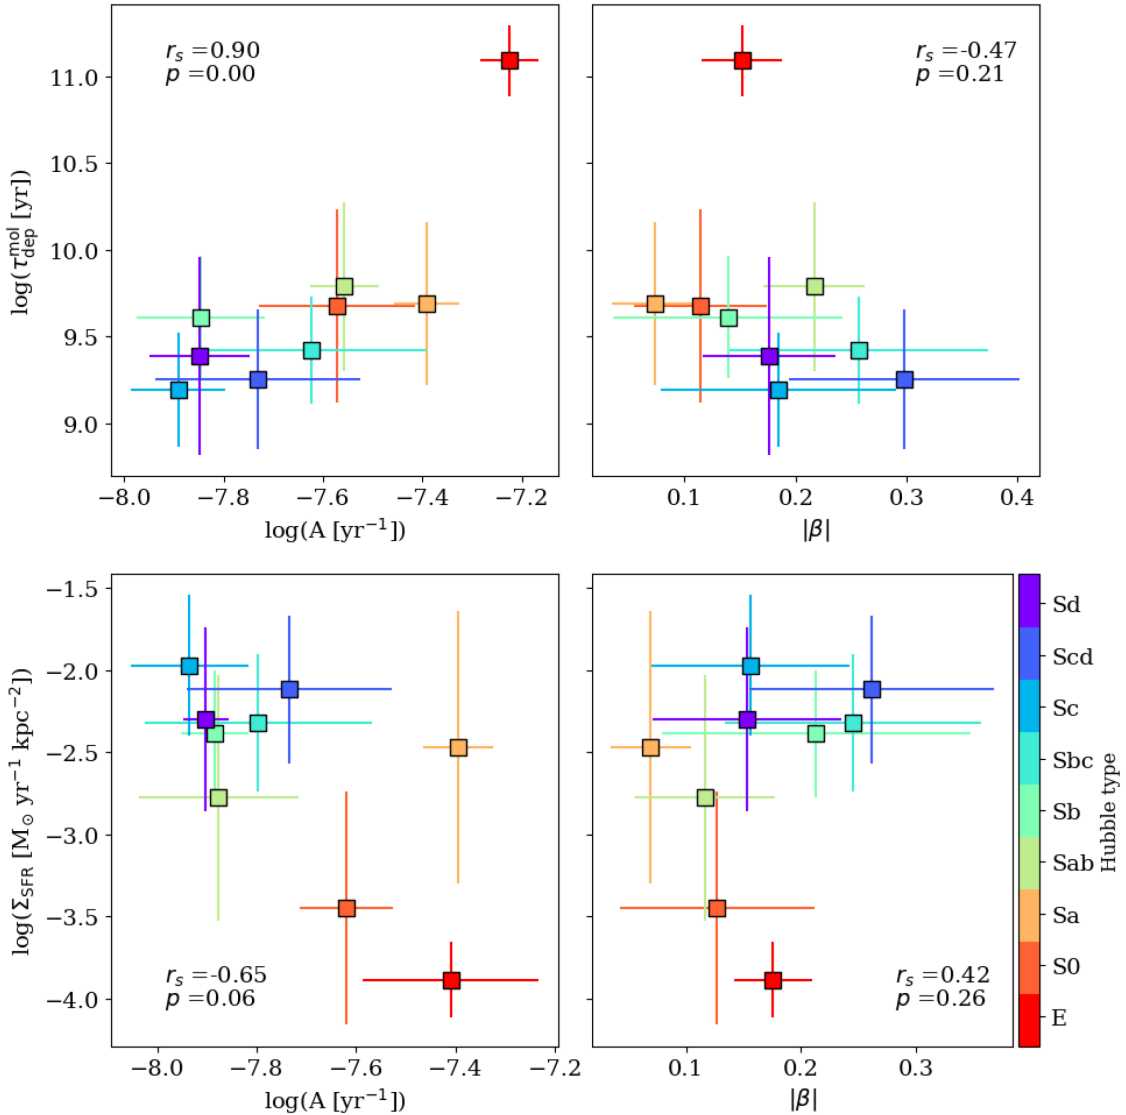 r_s =0.90
p =0.00
r_s =-0.47
p =0.21
11.0
10.5
10.0
9.5
9.0
log(τ_dep^mol [yr])
−8.0 −7.8 −7.6 −7.4 −7.2
log(A [yr⁻¹])
0.1 0.2 0.3 0.4
|β|
−1.5
−2.0
−2.5
−3.0
−3.5
−4.0
log(Σ_SFR [M_⊙ yr⁻¹ kpc⁻²])
r_s =-0.65
p =0.06
r_s =0.42
p =0.26
−8.0 −7.8 −7.6 −7.4 −7.2
log(A [yr⁻¹])
0.1 0.2 0.3
|β|
Sd
Scd
Sc
Sbc
Sb
Sab
Sa
S0
E
Hubble type